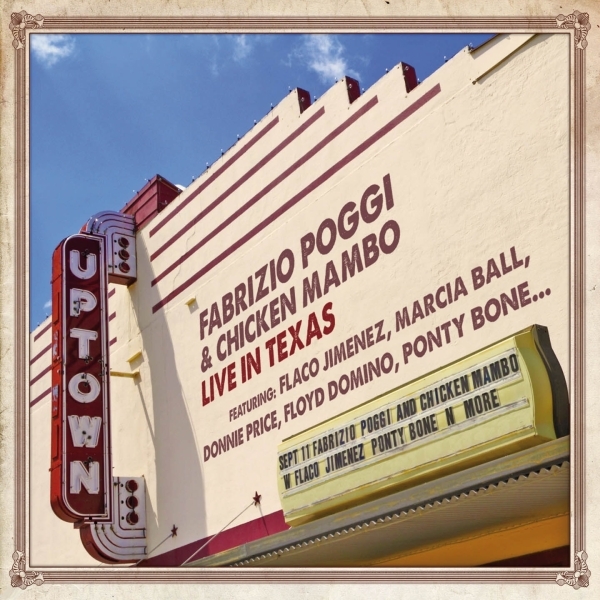 UPTOWN
FABRIZIO POGGI
& CHICKEN MAMBO
LIVE IN TEXAS
FEATURING: FLACO JIMENEZ, MARCIA BALL,
DONNIE PRICE, FLOYD DOMINO, PONTY BONE...
SEPT 11 FABRIZIO POGGI AND CHICKEN MAMBO
W FLACO JIMENEZ PONTY BONE N MORE